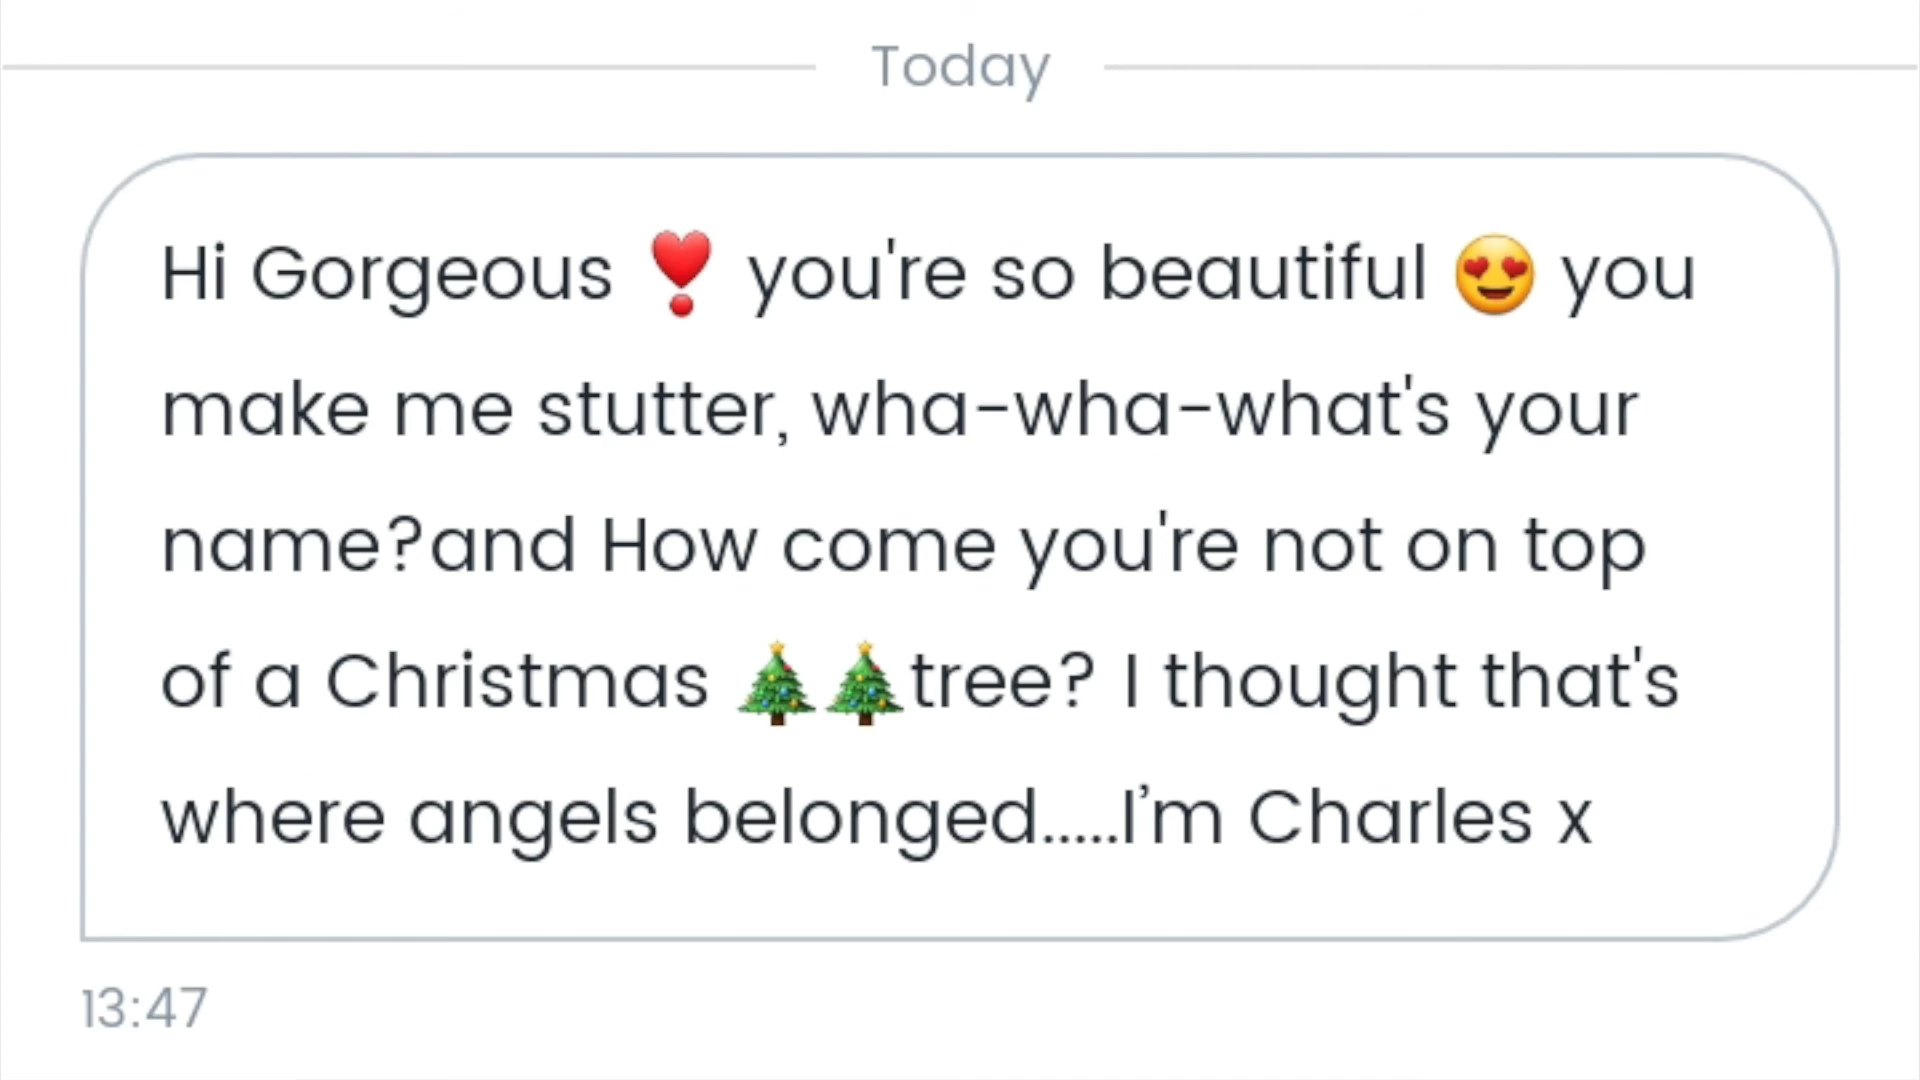 Today
Hi Gorgeous ❣️ you're so beautiful 😍 you
make me stutter, wha-wha-what's your
name?and How come you're not on top
of a Christmas 🎄🎄tree? I thought that's
where angels belonged.....I’m Charles x
13:47